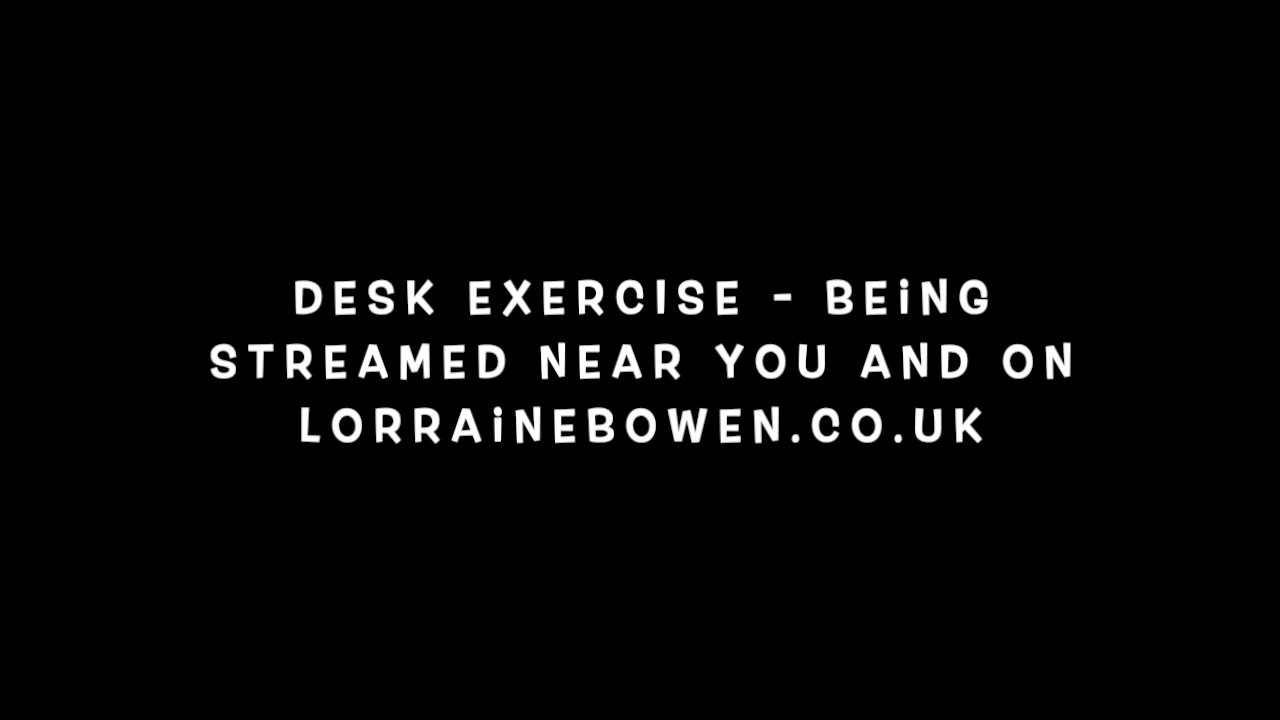 DESK EXERCISE - BEiNG
STREAMED NEAR YOU AND ON
LORRAiNEBOWEN.CO.UK